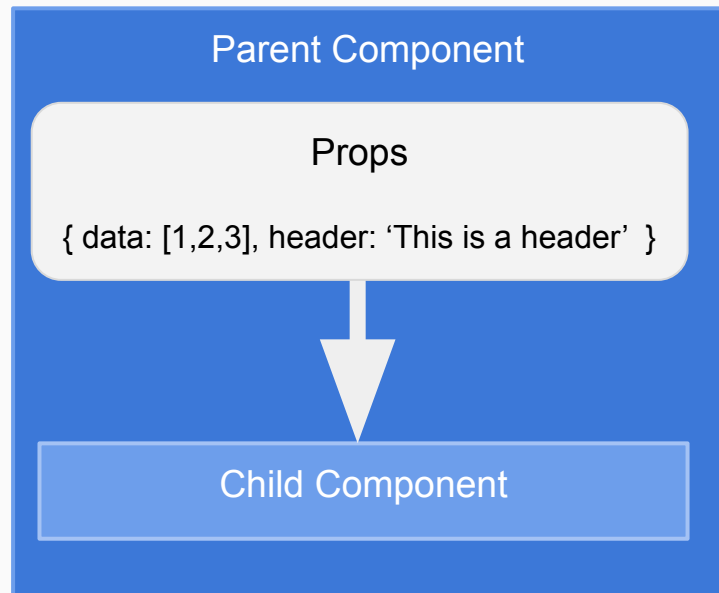 Parent Component
Props
{ data: [1,2,3], header: ‘This is a header’ }
Child Component